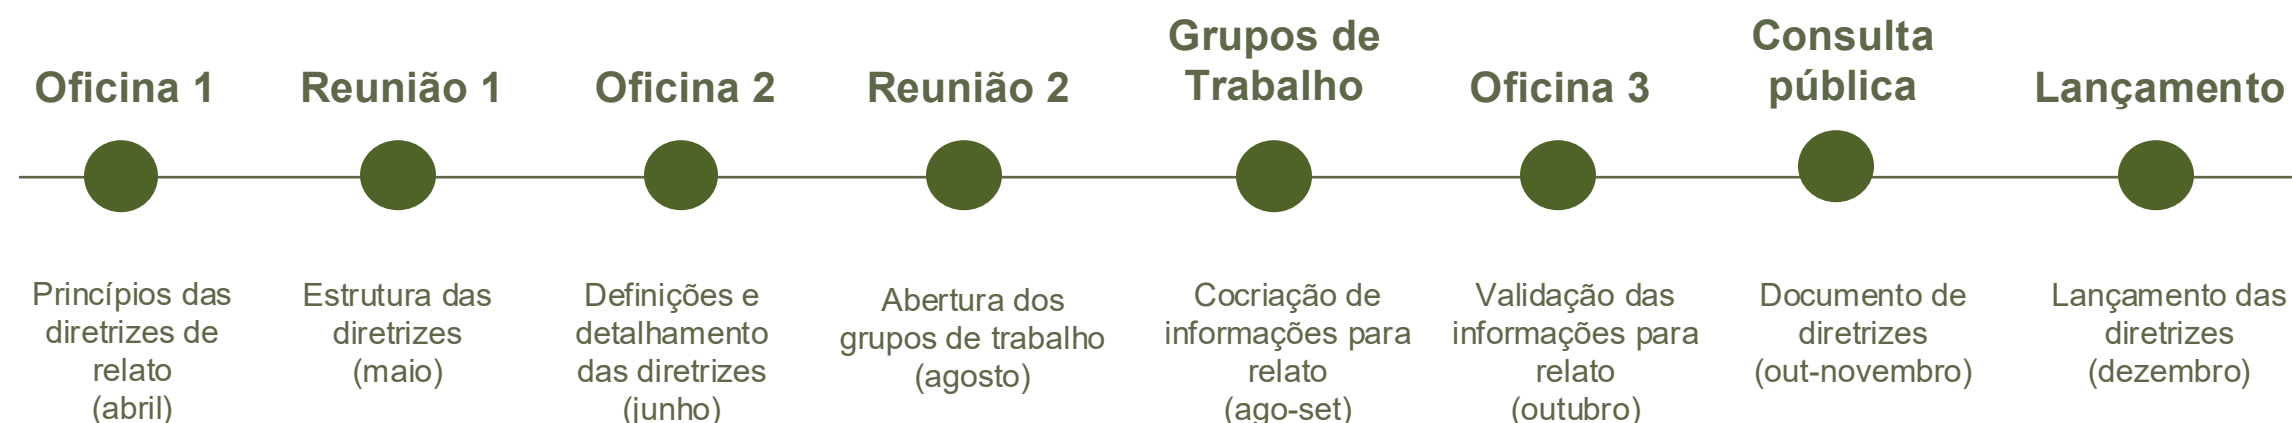 Oficina 1
Princípios das
diretrizes de
relato
(abril)
Reunião 1
Estrutura das
diretrizes
(maio)
Oficina 2
Definições e
detalhamento
das diretrizes
(junho)
Reunião 2
Abertura dos
grupos de trabalho
(agosto)
Grupos de
Trabalho
Cocriação de
informações para
relato
(ago-set)
Oficina 3
Validação das
informações para
relato
(outubro)
Consulta
pública
Documento de
diretrizes
(out-novembro)
Lançamento
Lançamento das
diretrizes
(dezembro)